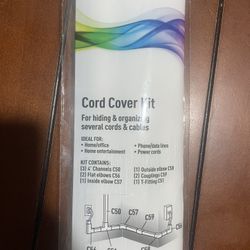 Cord Cover Kit
For hiding & organizing
several cords & cables
IDEAL FOR:
• Home/office • Phone/data lines
• Home entertainment • Power cords
KIT CONTAINS:
(3) 4' Channels C50 (1) Outside elbow C58
(2) Flat elbows C56 (2) Couplings C59
(1) Inside elbow C57 (1) T-Fitting C51
C50 C57 C59